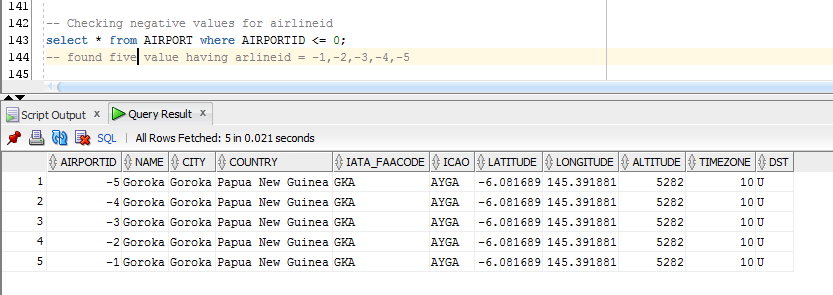 141
142 -- Checking negative values for airlineid
143 select * from AIRPORT where AIRPORTID <= 0;
144 -- found five value having arlineid = -1,-2,-3,-4,-5
145
Script Output x Query Result x
SQL | All Rows Fetched: 5 in 0.021 seconds
AIRPORTID NAME CITY COUNTRY IATA_FAACODE ICAO LATITUDE LONGITUDE ALTITUDE TIMEZONE DST
1 -5 Goroka Goroka Papua New Guinea GKA AYGA -6.081689 145.391881 5282 10 U
2 -4 Goroka Goroka Papua New Guinea GKA AYGA -6.081689 145.391881 5282 10 U
3 -3 Goroka Goroka Papua New Guinea GKA AYGA -6.081689 145.391881 5282 10 U
4 -2 Goroka Goroka Papua New Guinea GKA AYGA -6.081689 145.391881 5282 10 U
5 -1 Goroka Goroka Papua New Guinea GKA AYGA -6.081689 145.391881 5282 10 U